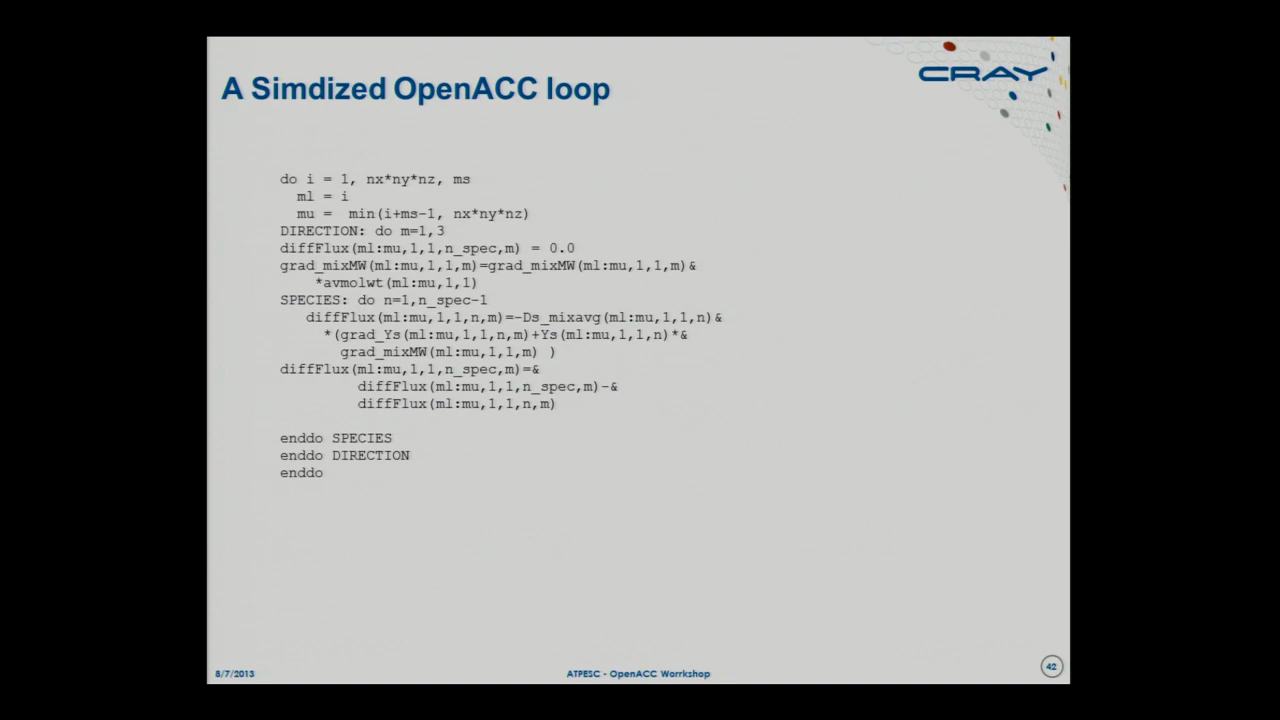 CRAY
A Simdized OpenACC loop
do i = 1, nx*ny*nz, ms
ml = i
mu = min(i+ms-1, nx*ny*nz)
DIRECTION: do m=1,3
diffFlux(ml:mu,1,1,n_spec,m) = 0.0
grad_mixMW(ml:mu,1,1,m)=grad_mixMW(ml:mu,1,1,m)&
*avmolwt(ml:mu,1,1)
SPECIES: do n=1,n_spec-1
diffFlux(ml:mu,1,1,n,m)=-Ds_mixavg(ml:mu,1,1,n)&
*(grad_Ys(ml:mu,1,1,n,m)+Ys(ml:mu,1,1,n)*&
grad_mixMW(ml:mu,1,1,m) )
diffFlux(ml:mu,1,1,n_spec,m)=&
diffFlux(ml:mu,1,1,n_spec,m)-&
diffFlux(ml:mu,1,1,n,m)
enddo SPECIES
enddo DIRECTION
enddo
8/7/2013
ATPESC - OpenACC Worrkshop
42